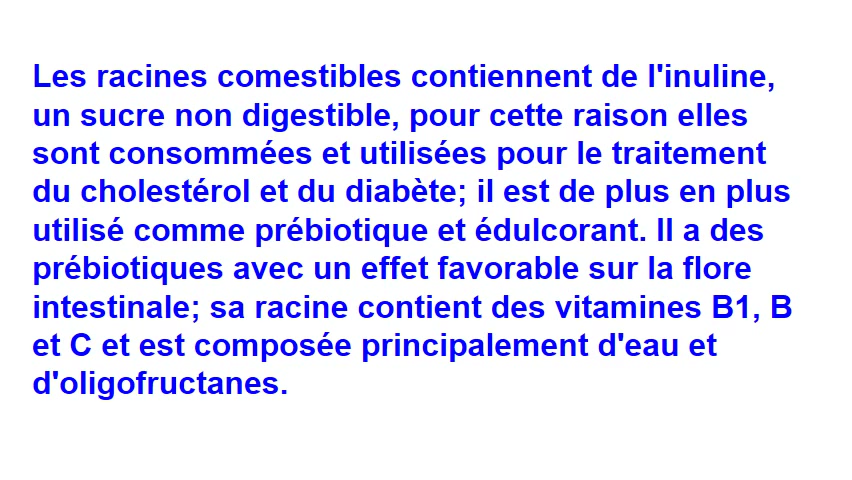 Les racines comestibles contiennent de l'inuline,
un sucre non digestible, pour cette raison elles
sont consommées et utilisées pour le traitement
du cholestérol et du diabète; il est de plus en plus
utilisé comme prébiotique et édulcorant. Il a des
prébiotiques avec un effet favorable sur la flore
intestinale; sa racine contient des vitamines B1, B
et C et est composée principalement d'eau et
d'oligofructanes.